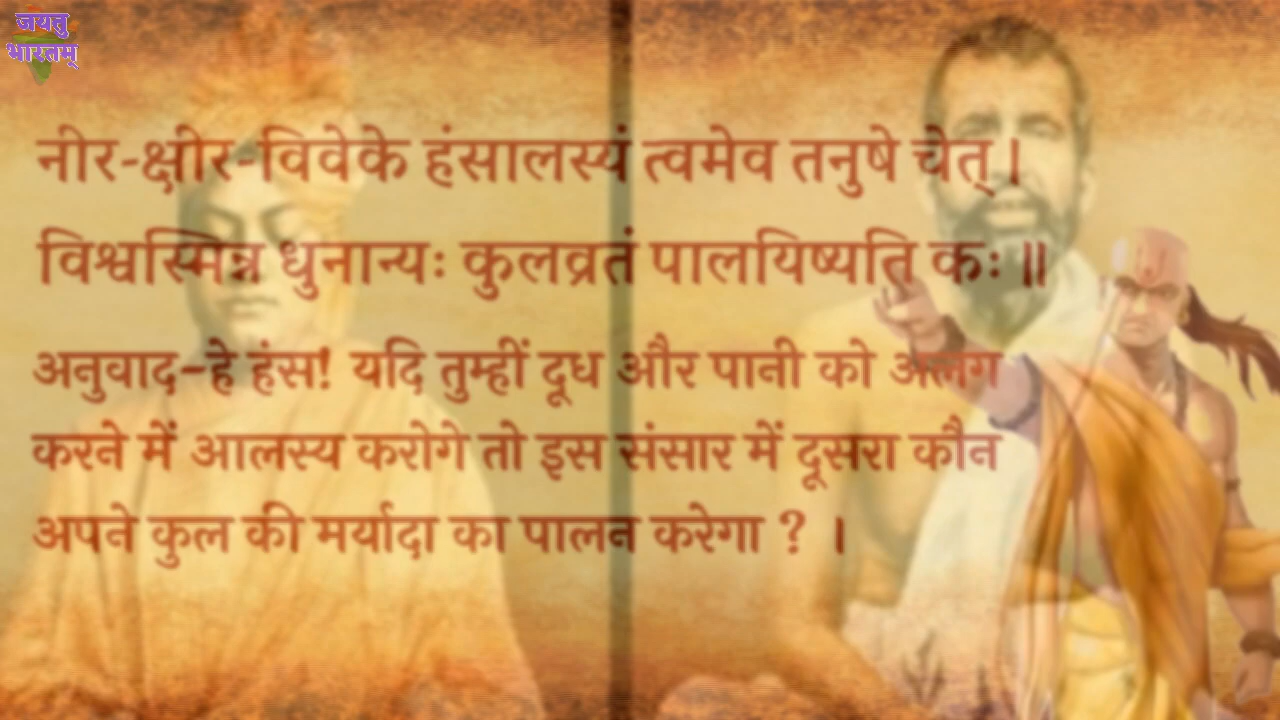 जयतु
भारतम्
नीर-क्षीर-विवेके हंसालस्यं त्वमेव तनुषे चेत्।
विश्वस्मिन्न धुनान्यः कुलव्रतं पालयिष्यति कः॥
अनुवाद-हे हंस! यदि तुम्हीं दूध और पानी को अलग
करने में आलस्य करोगे तो इस संसार में दूसरा कौन
अपने कुल की मर्यादा का पालन करेगा ? ।